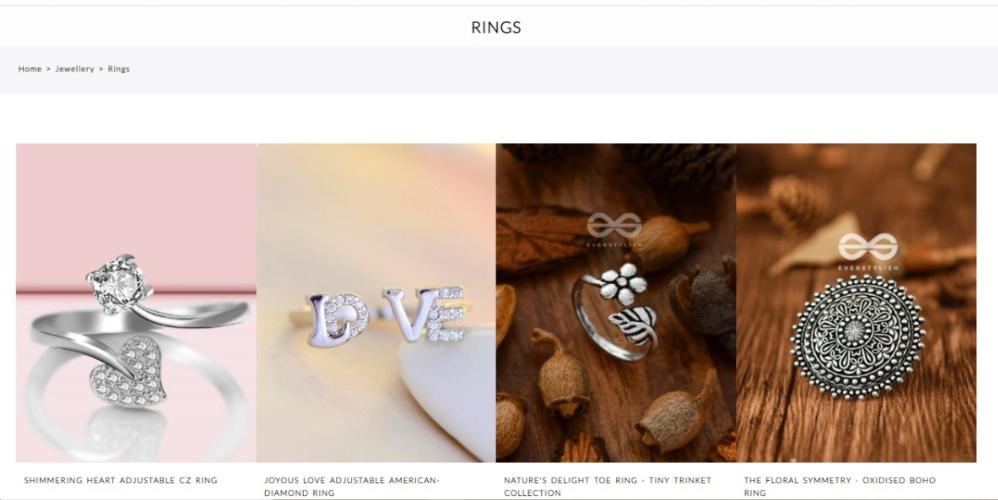 RINGS
Home > Jewellery > Rings
EVERSTYLISH
EVERSTYLISH
LOVE
SHIMMERING HEART ADJUSTABLE CZ RING
JOYOUS LOVE ADJUSTABLE AMERICAN-
DIAMOND RING
NATURE'S DELIGHT TOE RING - TINY TRINKET
COLLECTION
THE FLORAL SYMMETRY - OXIDISED BOHO
RING